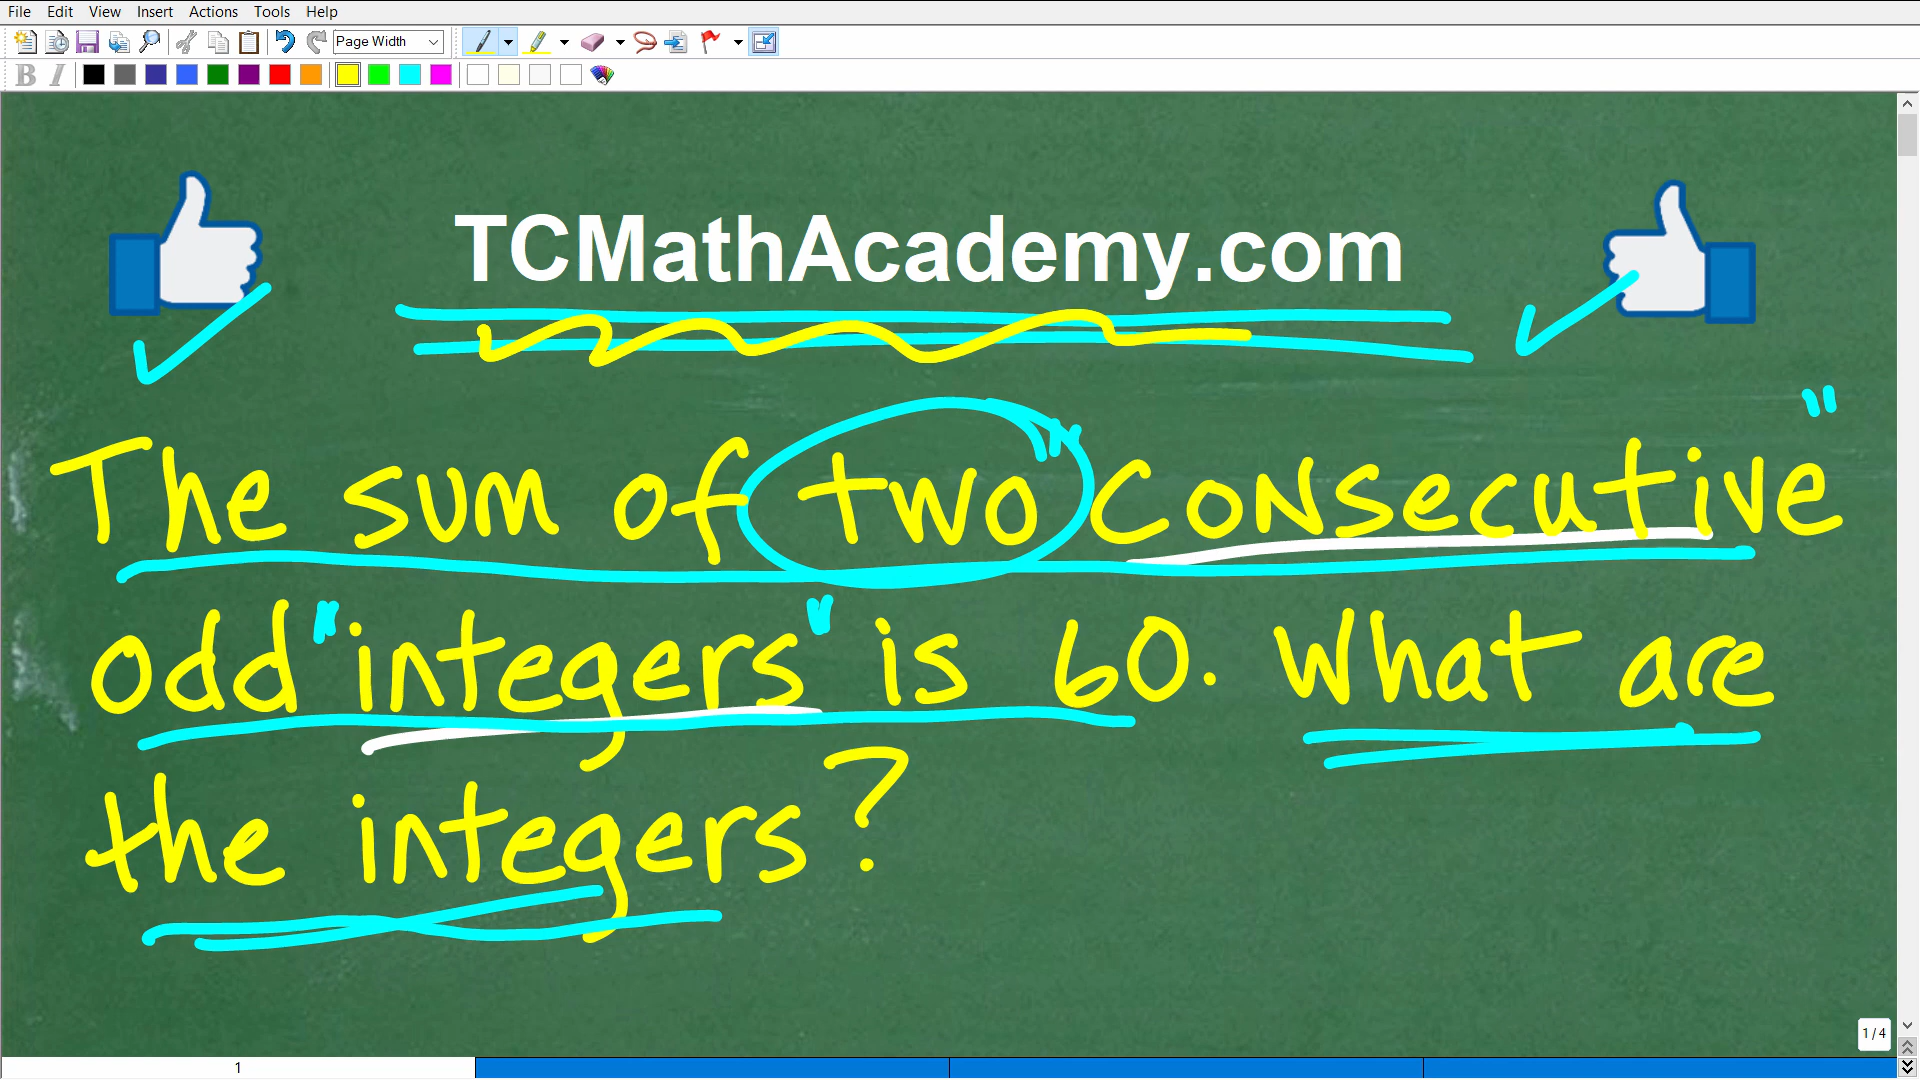 File Edit View Insert Actions Tools Help
Page Width
B I
TCMathAcademy.com
The sum of two "consecutive"
odd "integers" is 60. What are
the integers?
1 / 4
1